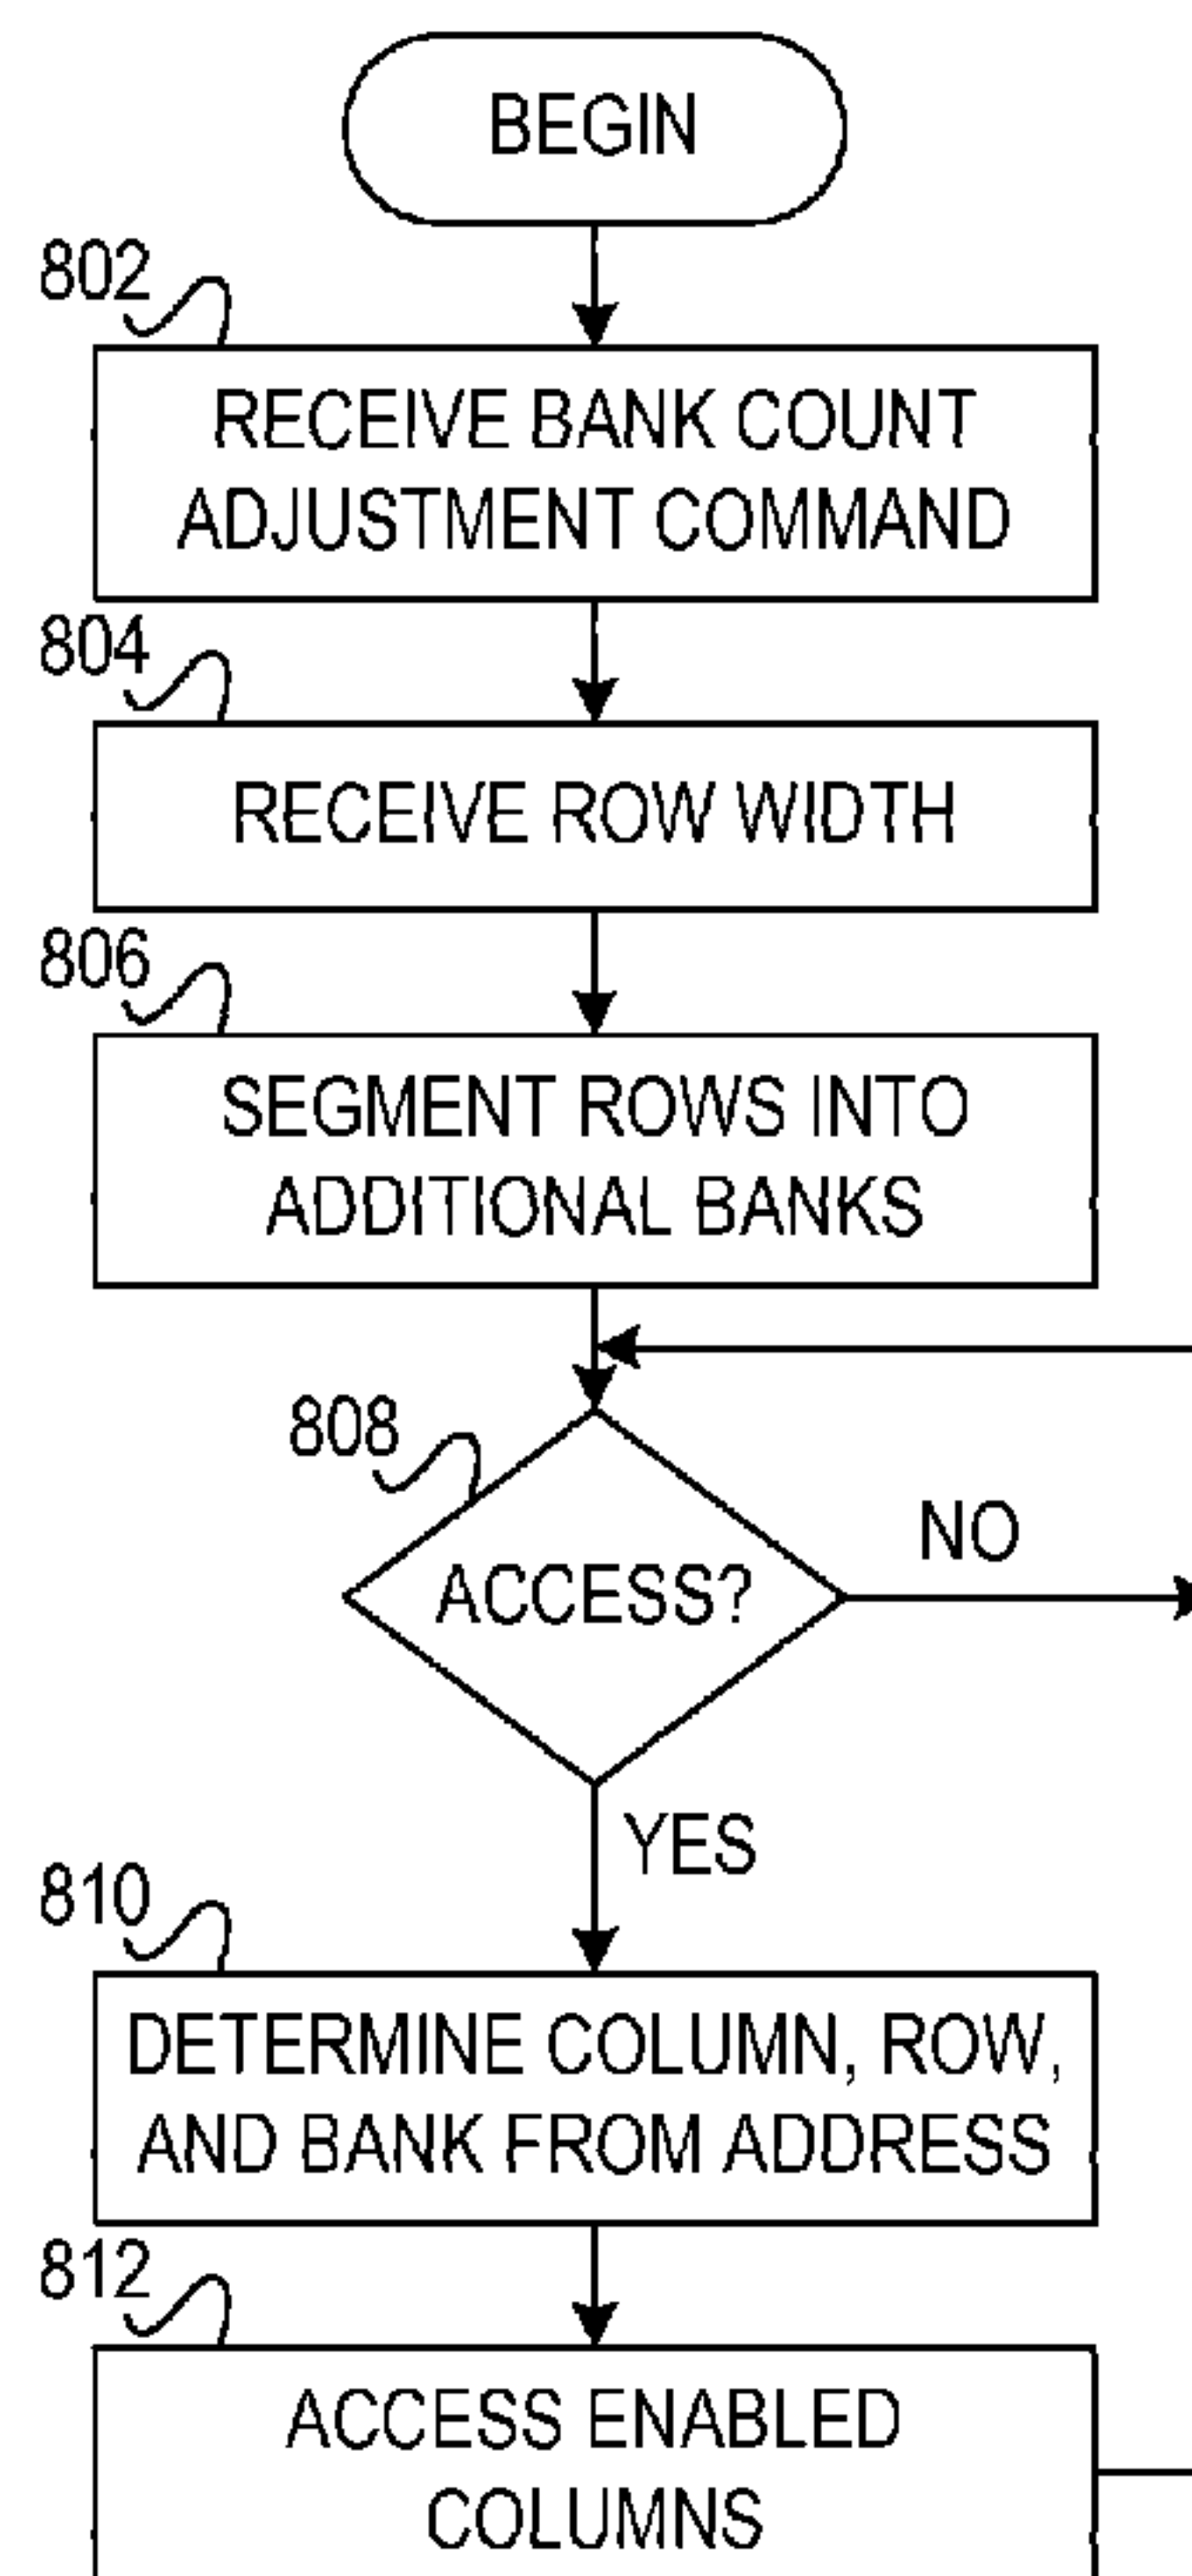 BEGIN
802
RECEIVE BANK COUNT
ADJUSTMENT COMMAND
804
RECEIVE ROW WIDTH
806
SEGMENT ROWS INTO
ADDITIONAL BANKS
808
ACCESS?
NO
YES
810
DETERMINE COLUMN, ROW,
AND BANK FROM ADDRESS
812
ACCESS ENABLED
COLUMNS